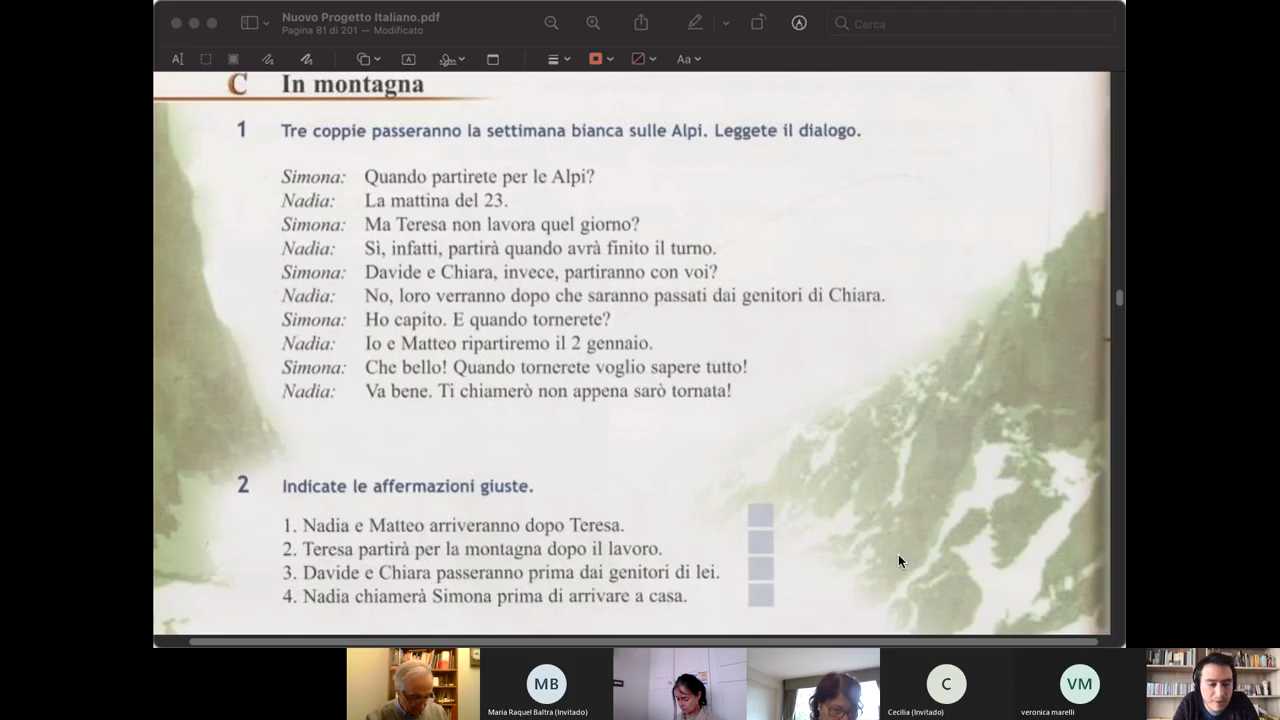 Nuovo Progetto Italiano.pdf
Pagina 81 di 201 — Modificato
Cerca
Aa
C In montagna
1 Tre coppie passeranno la settimana bianca sulle Alpi. Leggete il dialogo.
Simona: Quando partirete per le Alpi?
Nadia: La mattina del 23.
Simona: Ma Teresa non lavora quel giorno?
Nadia: Sì, infatti, partirà quando avrà finito il turno.
Simona: Davide e Chiara, invece, partiranno con voi?
Nadia: No, loro verranno dopo che saranno passati dai genitori di Chiara.
Simona: Ho capito. E quando tornerete?
Nadia: Io e Matteo ripartiremo il 2 gennaio.
Simona: Che bello! Quando tornerete voglio sapere tutto!
Nadia: Va bene. Ti chiamerò non appena sarò tornata!
2 Indicate le affermazioni giuste.
1. Nadia e Matteo arriveranno dopo Teresa.
2. Teresa partirà per la montagna dopo il lavoro.
3. Davide e Chiara passeranno prima dai genitori di lei.
4. Nadia chiamerà Simona prima di arrivare a casa.
MB
C
VM
Maria Raquel Baltra (Invitado)
Cecilia (Invitado)
veronica marelli